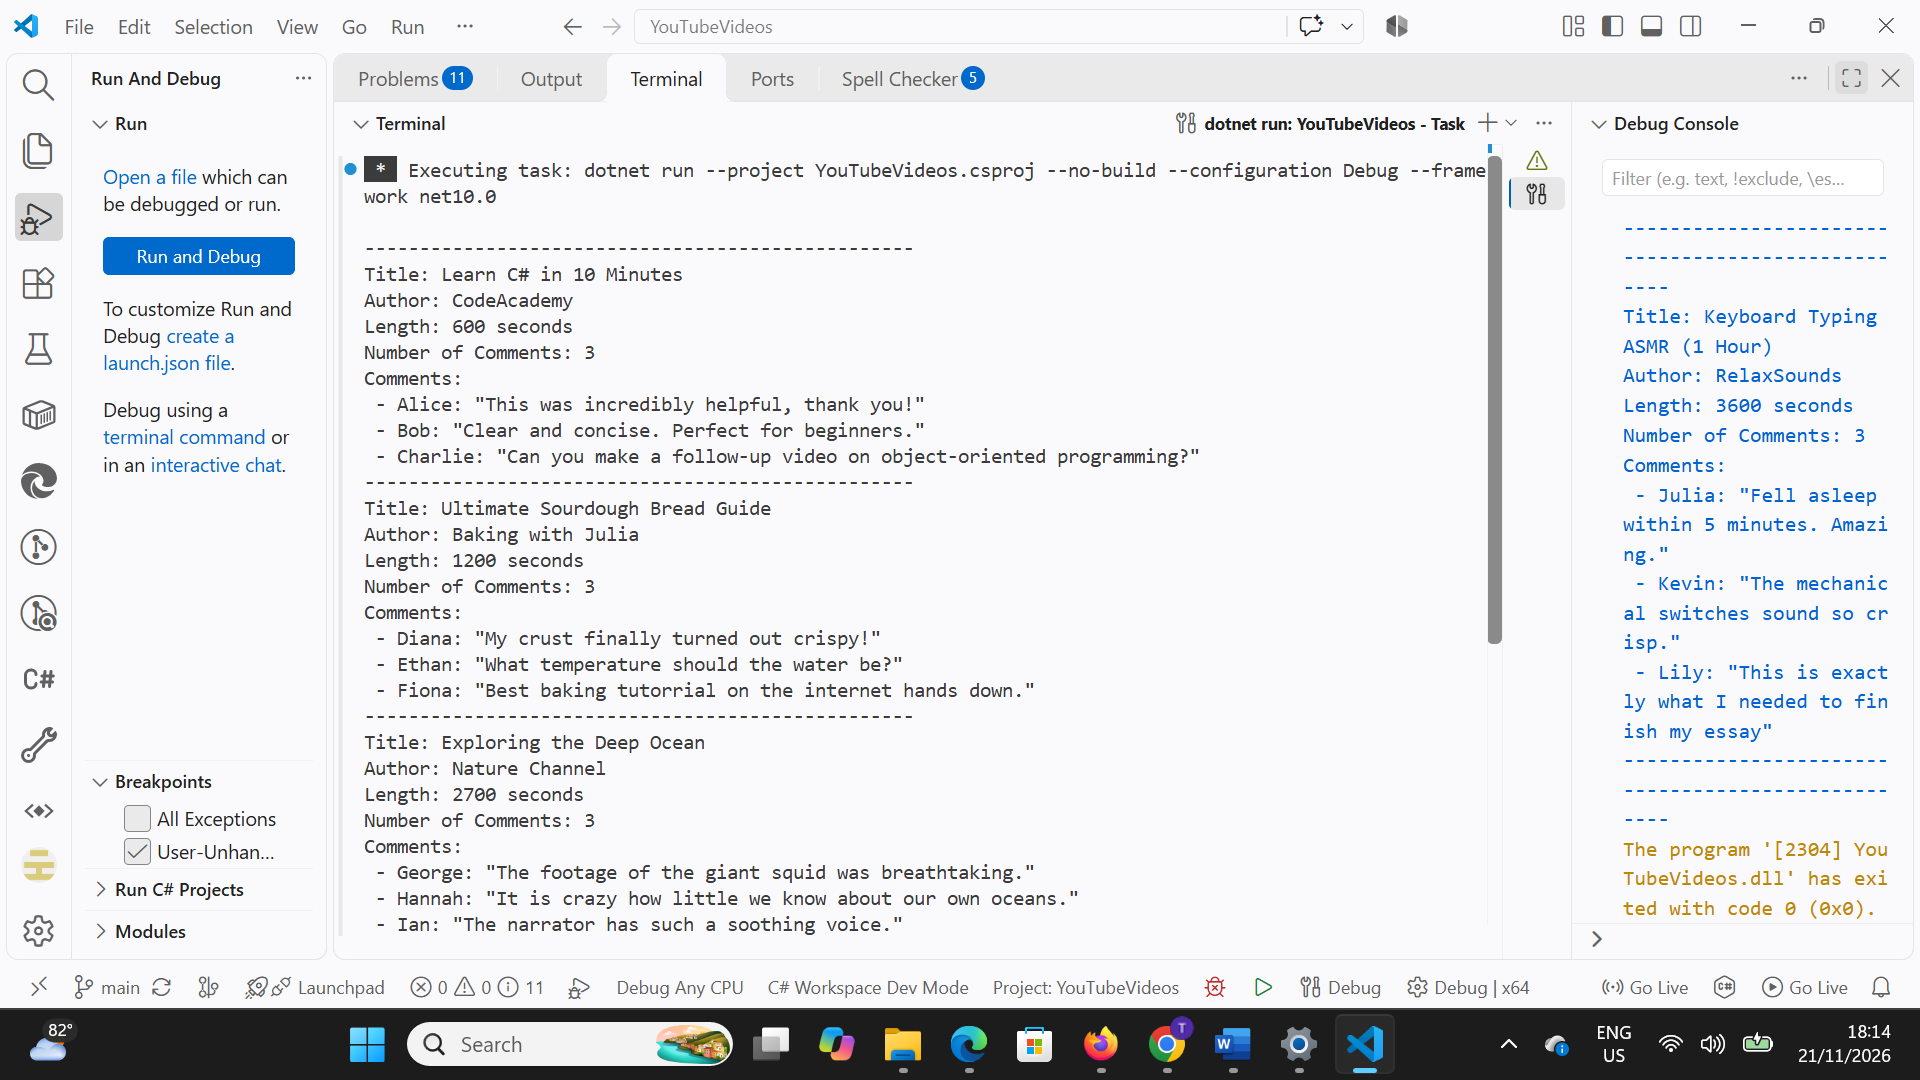 File Edit Selection View Go Run ···
YouTubeVideos
Run And Debug ···
Run
Open a file which can
be debugged or run.
Run and Debug
To customize Run and
Debug create a
launch.json file.
Debug using a
terminal command or
in an interactive chat.
Breakpoints
All Exceptions
User-Unhan...
Run C# Projects
Modules
C#
Problems 11 Output Terminal Ports Spell Checker 5 ···
Terminal
dotnet run: YouTubeVideos - Task
* Executing task: dotnet run --project YouTubeVideos.csproj --no-build --configuration Debug --frame
work net10.0
--------------------------------------------------
Title: Learn C# in 10 Minutes
Author: CodeAcademy
Length: 600 seconds
Number of Comments: 3
Comments:
- Alice: "This was incredibly helpful, thank you!"
- Bob: "Clear and concise. Perfect for beginners."
- Charlie: "Can you make a follow-up video on object-oriented programming?"
--------------------------------------------------
Title: Ultimate Sourdough Bread Guide
Author: Baking with Julia
Length: 1200 seconds
Number of Comments: 3
Comments:
- Diana: "My crust finally turned out crispy!"
- Ethan: "What temperature should the water be?"
- Fiona: "Best baking tutorrial on the internet hands down."
--------------------------------------------------
Title: Exploring the Deep Ocean
Author: Nature Channel
Length: 2700 seconds
Number of Comments: 3
Comments:
- George: "The footage of the giant squid was breathtaking."
- Hannah: "It is crazy how little we know about our own oceans."
- Ian: "The narrator has such a soothing voice."
Debug Console
Filter (e.g. text, !exclude, \es...
-----------------------
-----------------------
----
Title: Keyboard Typing
ASMR (1 Hour)
Author: RelaxSounds
Length: 3600 seconds
Number of Comments: 3
Comments:
- Julia: "Fell asleep
within 5 minutes. Amazi
ng."
- Kevin: "The mechanic
al switches sound so cr
isp."
- Lily: "This is exact
ly what I needed to fin
ish my essay"
-----------------------
-----------------------
----
The program '[2304] You
TubeVideos.dll' has exi
ted with code 0 (0x0).
main Launchpad 0 0 11 Debug Any CPU C# Workspace Dev Mode Project: YouTubeVideos Debug Debug | x64 Go Live Go Live
82°
Search
T
W
ENG
US
18:14
21/11/2026